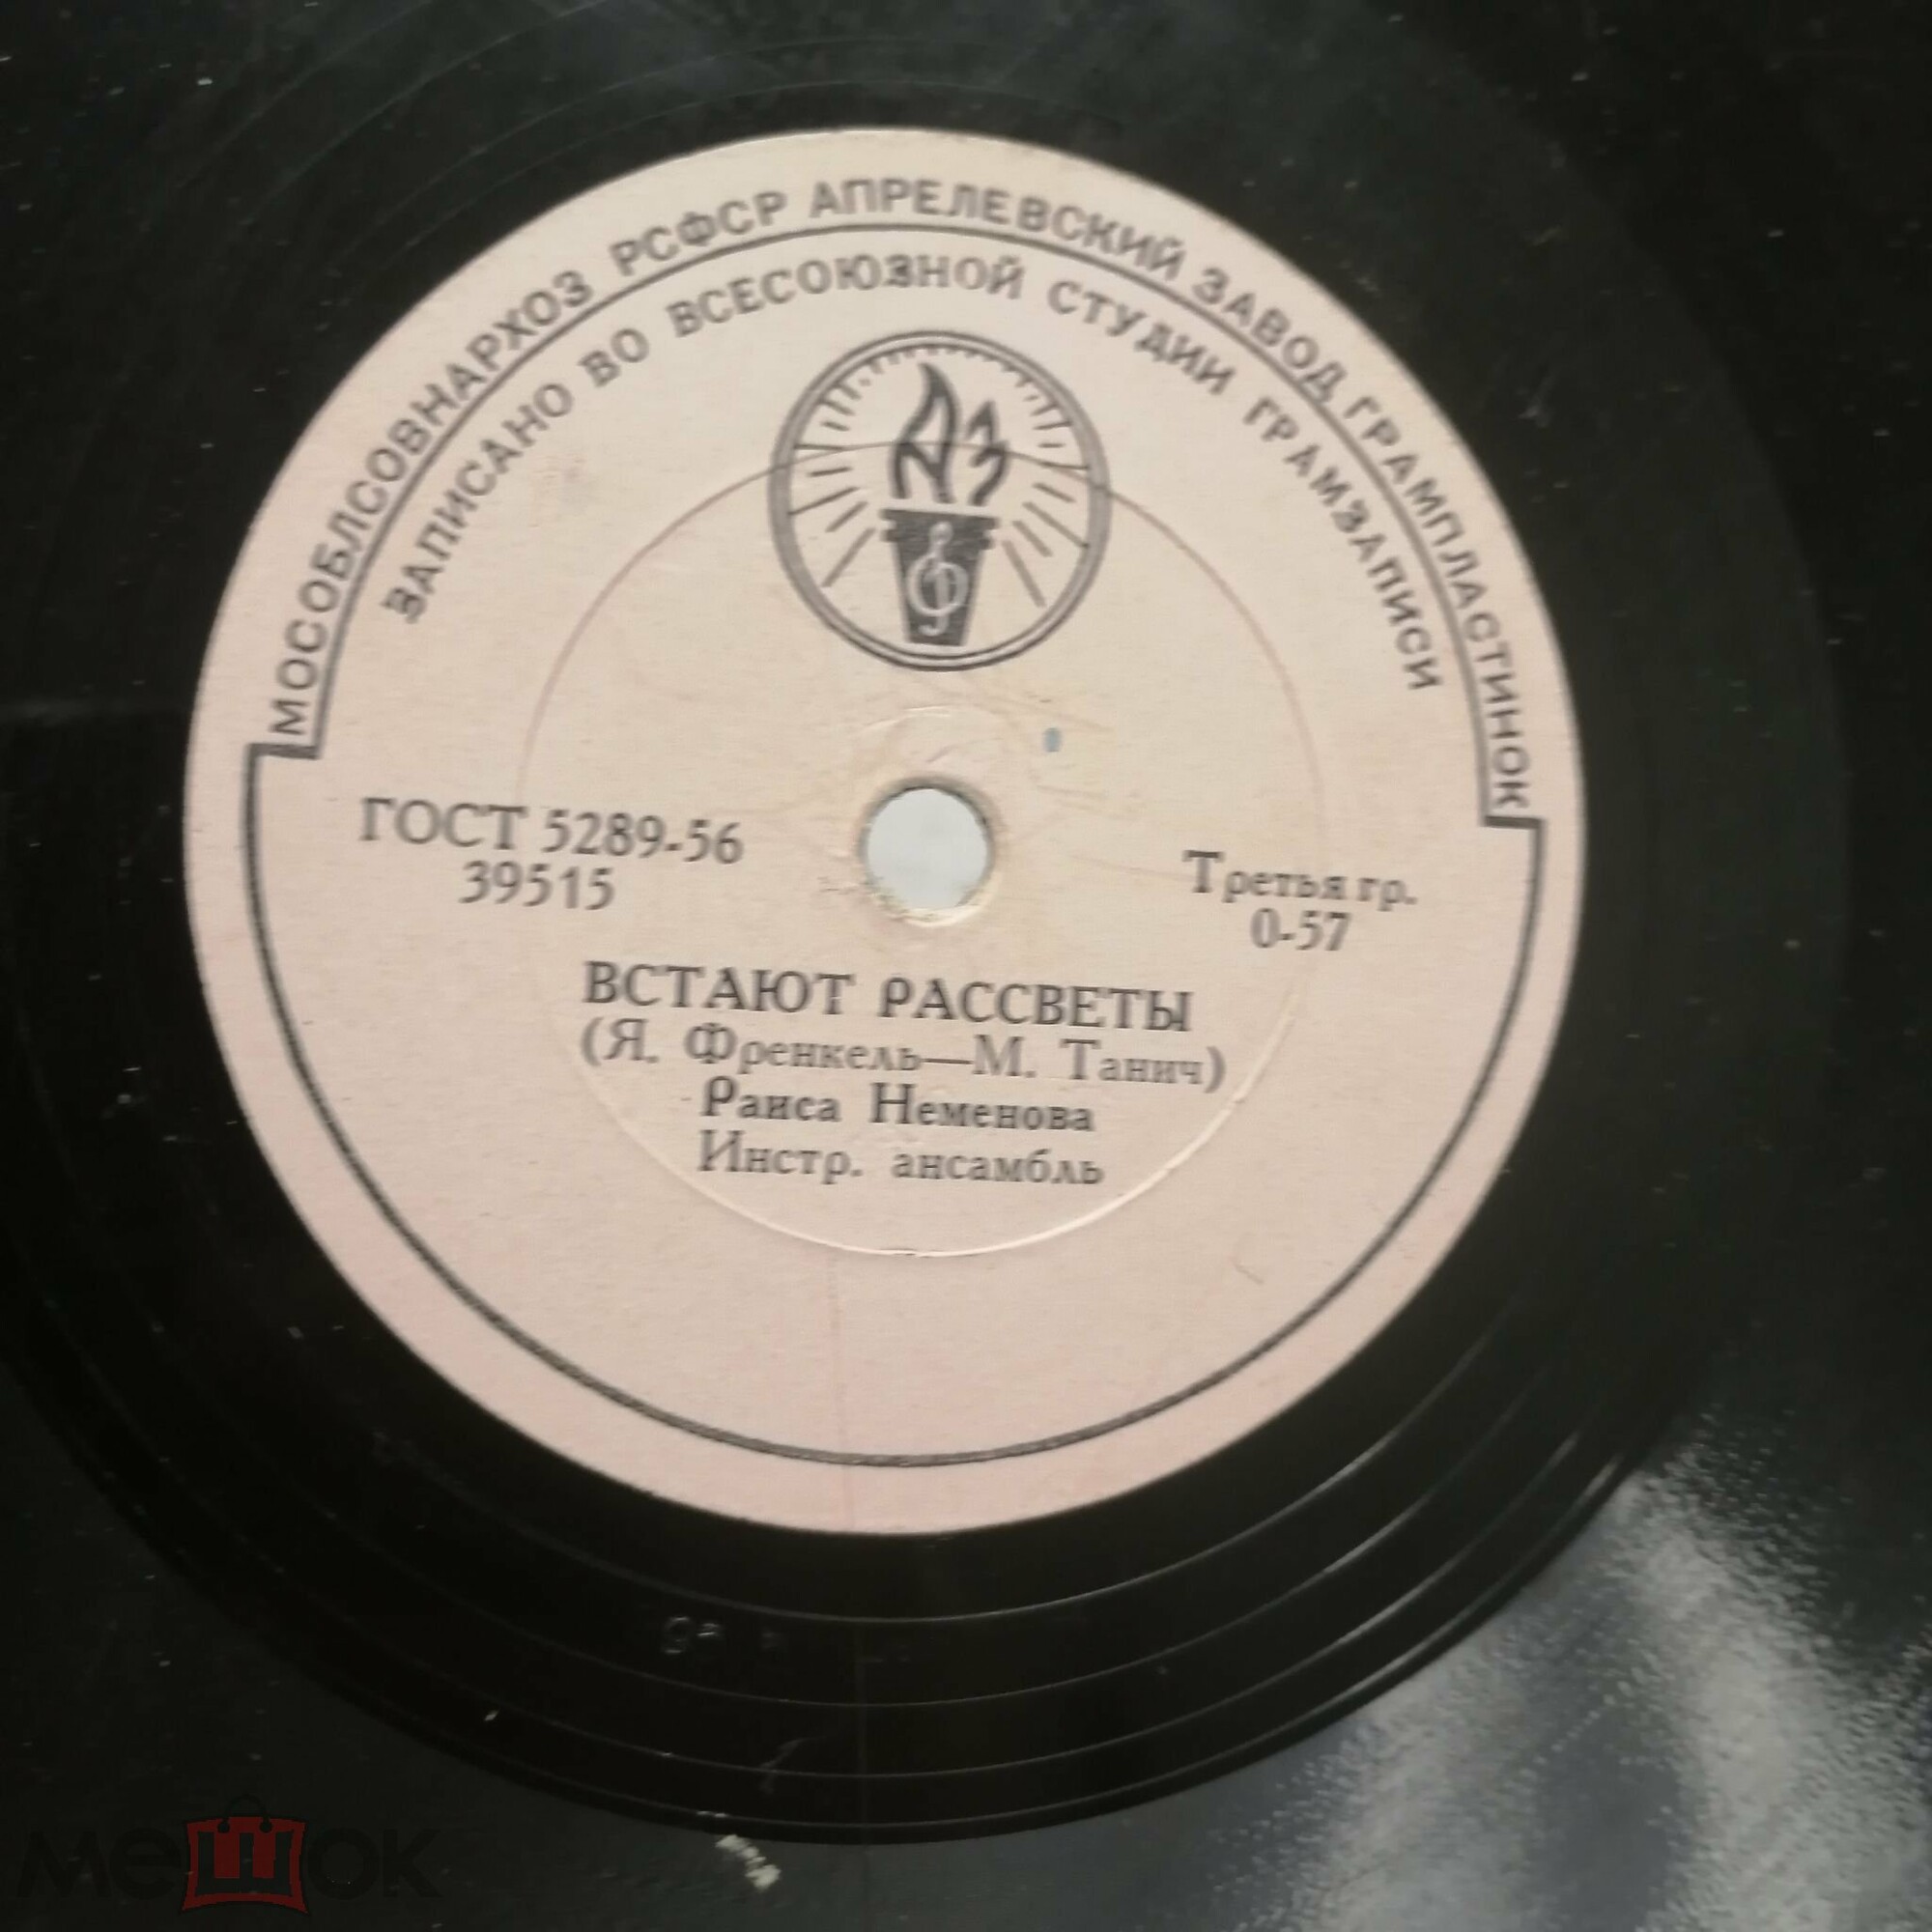 МОСОБЛСОВНАРХОЗ РСФСР АПРЕЛЕВСКИЙ ЗАВОД ГРАМПЛАСТИНОК
ЗАПИСАНО ВО ВСЕСОЮЗНОЙ СТУДИИ ГРАМЗАПИСИ
АЗ
ГОСТ 5289-56
39515
Третья гр.
0-57
ВСТАЮТ РАССВЕТЫ
(Я. Френкель—М. Танич)
Раиса Неменова
Инстр. ансамбль
мешок